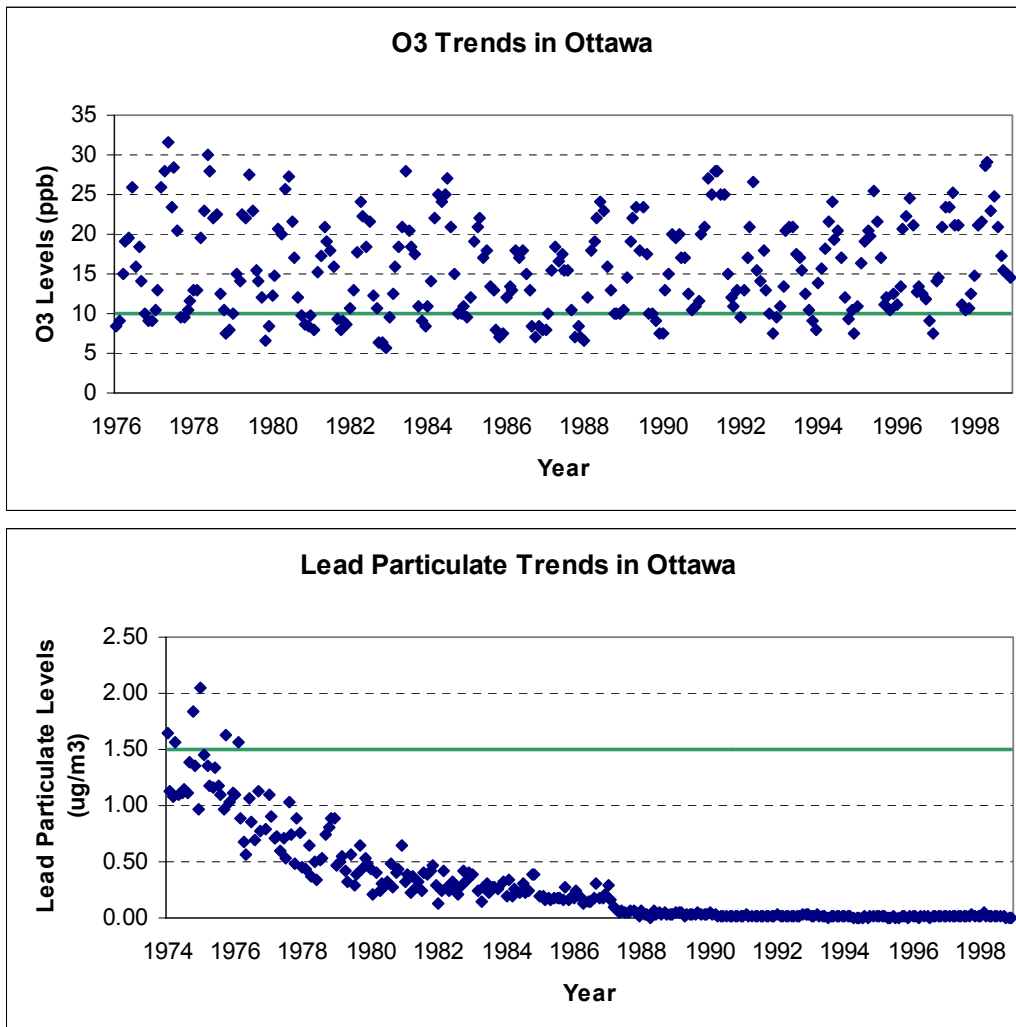 O3 Trends in Ottawa
O3 Levels (ppb)
35
30
25
20
15
10
5
0
1976 1978 1980 1982 1984 1986 1988 1990 1992 1994 1996 1998
Year
Lead Particulate Trends in Ottawa
Lead Particulate Levels
(ug/m3)
2.50
2.00
1.50
1.00
0.50
0.00
1974 1976 1978 1980 1982 1984 1986 1988 1990 1992 1994 1996 1998
Year